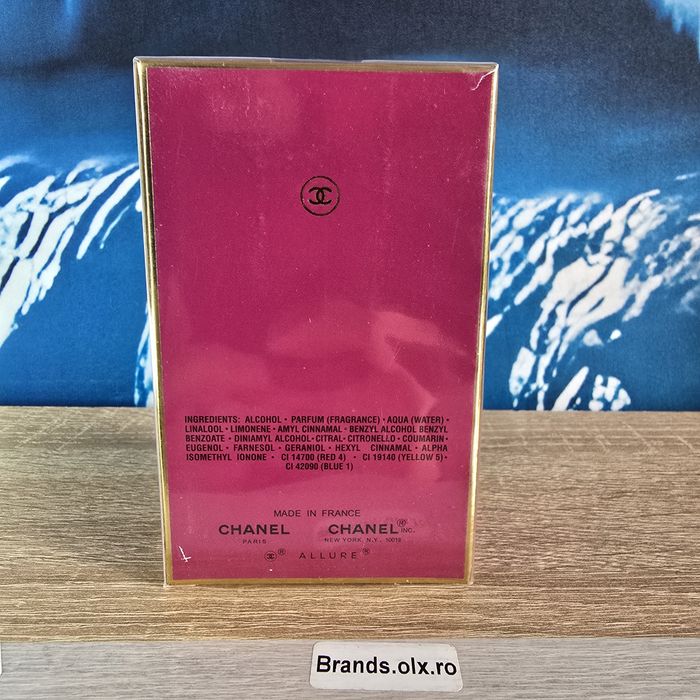 INGREDIENTS: ALCOHOL • PARFUM (FRAGRANCE) • AQUA (WATER) •
LINALOOL • LIMONENE • AMYL CINNAMAL • BENZYL ALCOHOL BENZYL
BENZOATE • DINIAMYL ALCOHOL • CITRAL • CITRONELLO • COUMARIN •
EUGENOL • FARNESOL • GERANIOL • HEXYL CINNAMAL • ALPHA
ISOMETHYL IONONE • CI 14700 (RED 4) • CI 19140 (YELLOW 5) •
CI 42090 (BLUE 1)
MADE IN FRANCE
CHANEL CHANEL® INC.
PARIS NEW YORK, N.Y. 10019
® ALLURE®
Brands.olx.ro